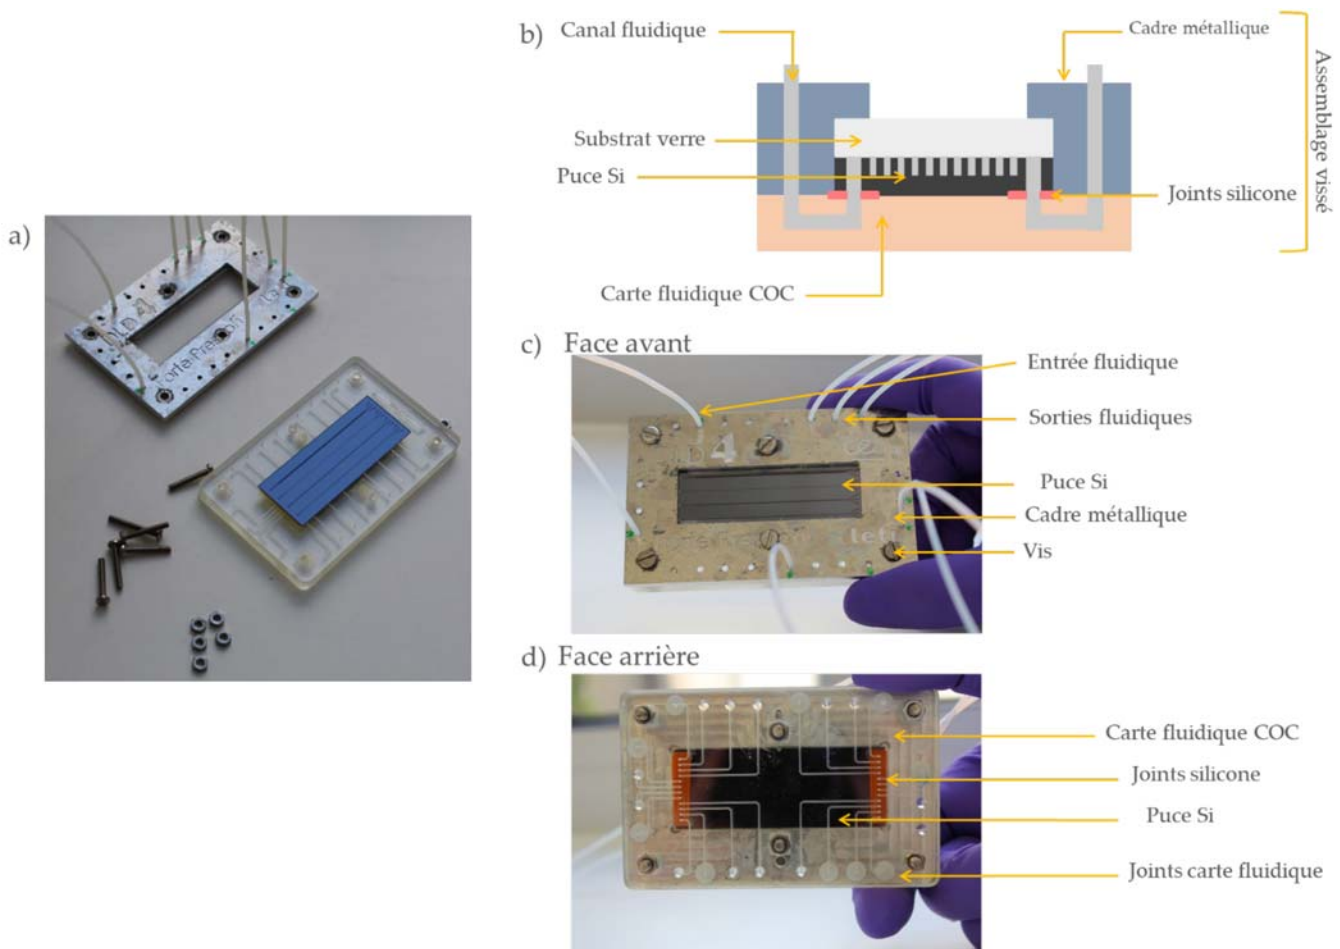 b)
Canal fluidique
Cadre métallique
Assemblage vissé
Substrat verre
Puce Si
Joints silicone
Carte fluidique COC
a)
c) Face avant
Entrée fluidique
Sorties fluidiques
4
Puce Si
Cadre métallique
leti
Vis
d) Face arrière
Carte fluidique COC
Joints silicone
Puce Si
Joints carte fluidique